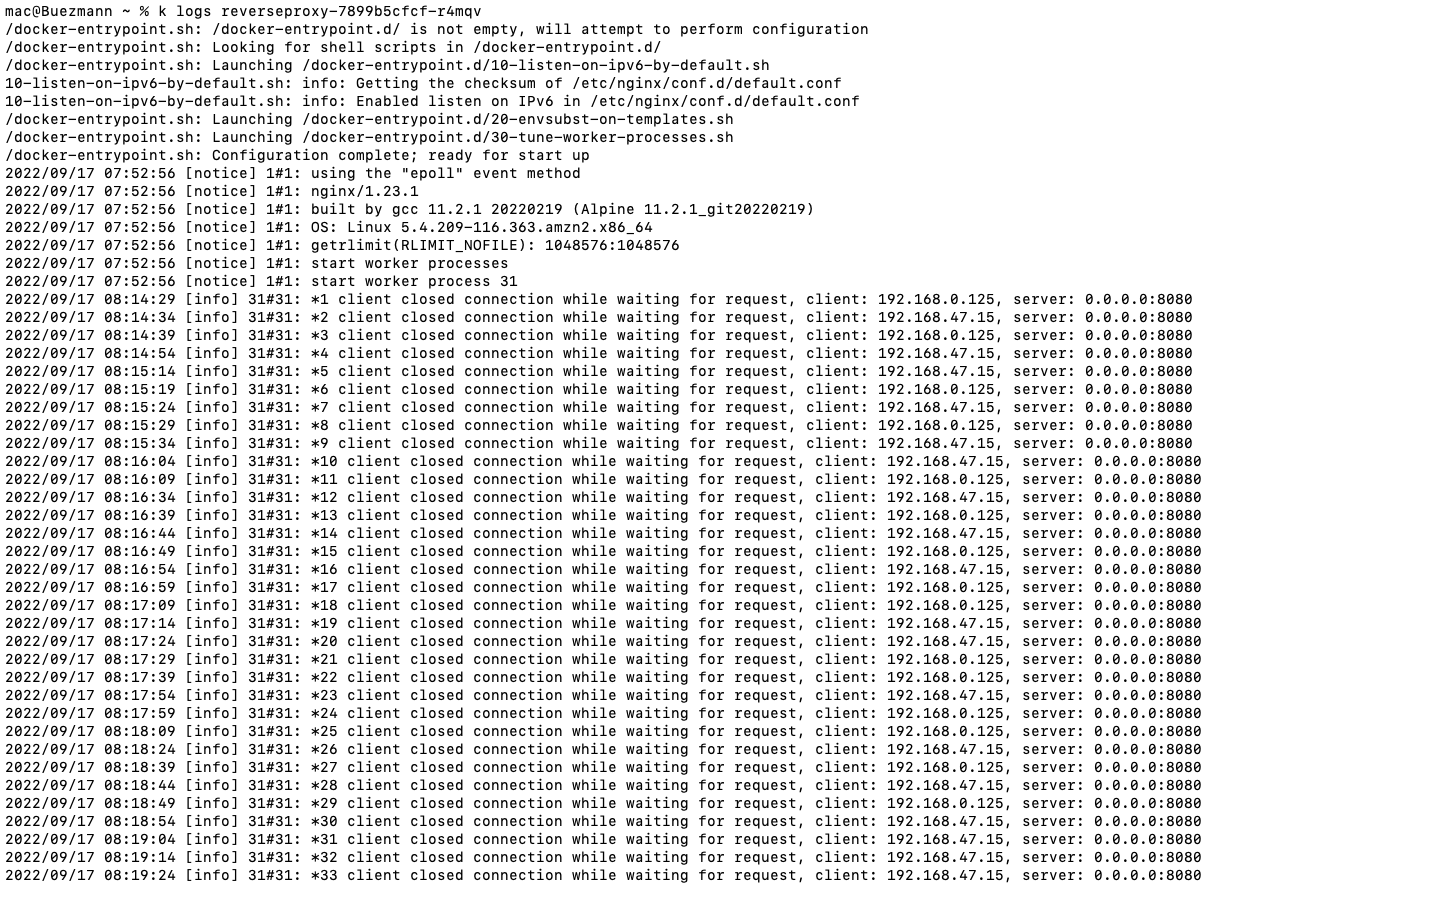 mac@Buezmann ~ % k logs reverseproxy-7899b5cfcf-r4mqv
/docker-entrypoint.sh: /docker-entrypoint.d/ is not empty, will attempt to perform configuration
/docker-entrypoint.sh: Looking for shell scripts in /docker-entrypoint.d/
/docker-entrypoint.sh: Launching /docker-entrypoint.d/10-listen-on-ipv6-by-default.sh
10-listen-on-ipv6-by-default.sh: info: Getting the checksum of /etc/nginx/conf.d/default.conf
10-listen-on-ipv6-by-default.sh: info: Enabled listen on IPv6 in /etc/nginx/conf.d/default.conf
/docker-entrypoint.sh: Launching /docker-entrypoint.d/20-envsubst-on-templates.sh
/docker-entrypoint.sh: Launching /docker-entrypoint.d/30-tune-worker-processes.sh
/docker-entrypoint.sh: Configuration complete; ready for start up
2022/09/17 07:52:56 [notice] 1#1: using the "epoll" event method
2022/09/17 07:52:56 [notice] 1#1: nginx/1.23.1
2022/09/17 07:52:56 [notice] 1#1: built by gcc 11.2.1 20220219 (Alpine 11.2.1_git20220219)
2022/09/17 07:52:56 [notice] 1#1: OS: Linux 5.4.209-116.363.amzn2.x86_64
2022/09/17 07:52:56 [notice] 1#1: getrlimit(RLIMIT_NOFILE): 1048576:1048576
2022/09/17 07:52:56 [notice] 1#1: start worker processes
2022/09/17 07:52:56 [notice] 1#1: start worker process 31
2022/09/17 08:14:29 [info] 31#31: *1 client closed connection while waiting for request, client: 192.168.0.125, server: 0.0.0.0:8080
2022/09/17 08:14:34 [info] 31#31: *2 client closed connection while waiting for request, client: 192.168.47.15, server: 0.0.0.0:8080
2022/09/17 08:14:39 [info] 31#31: *3 client closed connection while waiting for request, client: 192.168.0.125, server: 0.0.0.0:8080
2022/09/17 08:14:54 [info] 31#31: *4 client closed connection while waiting for request, client: 192.168.47.15, server: 0.0.0.0:8080
2022/09/17 08:15:14 [info] 31#31: *5 client closed connection while waiting for request, client: 192.168.47.15, server: 0.0.0.0:8080
2022/09/17 08:15:19 [info] 31#31: *6 client closed connection while waiting for request, client: 192.168.0.125, server: 0.0.0.0:8080
2022/09/17 08:15:24 [info] 31#31: *7 client closed connection while waiting for request, client: 192.168.47.15, server: 0.0.0.0:8080
2022/09/17 08:15:29 [info] 31#31: *8 client closed connection while waiting for request, client: 192.168.0.125, server: 0.0.0.0:8080
2022/09/17 08:15:34 [info] 31#31: *9 client closed connection while waiting for request, client: 192.168.47.15, server: 0.0.0.0:8080
2022/09/17 08:16:04 [info] 31#31: *10 client closed connection while waiting for request, client: 192.168.47.15, server: 0.0.0.0:8080
2022/09/17 08:16:09 [info] 31#31: *11 client closed connection while waiting for request, client: 192.168.0.125, server: 0.0.0.0:8080
2022/09/17 08:16:34 [info] 31#31: *12 client closed connection while waiting for request, client: 192.168.47.15, server: 0.0.0.0:8080
2022/09/17 08:16:39 [info] 31#31: *13 client closed connection while waiting for request, client: 192.168.0.125, server: 0.0.0.0:8080
2022/09/17 08:16:44 [info] 31#31: *14 client closed connection while waiting for request, client: 192.168.47.15, server: 0.0.0.0:8080
2022/09/17 08:16:49 [info] 31#31: *15 client closed connection while waiting for request, client: 192.168.0.125, server: 0.0.0.0:8080
2022/09/17 08:16:54 [info] 31#31: *16 client closed connection while waiting for request, client: 192.168.47.15, server: 0.0.0.0:8080
2022/09/17 08:16:59 [info] 31#31: *17 client closed connection while waiting for request, client: 192.168.0.125, server: 0.0.0.0:8080
2022/09/17 08:17:09 [info] 31#31: *18 client closed connection while waiting for request, client: 192.168.0.125, server: 0.0.0.0:8080
2022/09/17 08:17:14 [info] 31#31: *19 client closed connection while waiting for request, client: 192.168.47.15, server: 0.0.0.0:8080
2022/09/17 08:17:24 [info] 31#31: *20 client closed connection while waiting for request, client: 192.168.47.15, server: 0.0.0.0:8080
2022/09/17 08:17:29 [info] 31#31: *21 client closed connection while waiting for request, client: 192.168.0.125, server: 0.0.0.0:8080
2022/09/17 08:17:39 [info] 31#31: *22 client closed connection while waiting for request, client: 192.168.0.125, server: 0.0.0.0:8080
2022/09/17 08:17:54 [info] 31#31: *23 client closed connection while waiting for request, client: 192.168.47.15, server: 0.0.0.0:8080
2022/09/17 08:17:59 [info] 31#31: *24 client closed connection while waiting for request, client: 192.168.0.125, server: 0.0.0.0:8080
2022/09/17 08:18:09 [info] 31#31: *25 client closed connection while waiting for request, client: 192.168.0.125, server: 0.0.0.0:8080
2022/09/17 08:18:24 [info] 31#31: *26 client closed connection while waiting for request, client: 192.168.47.15, server: 0.0.0.0:8080
2022/09/17 08:18:39 [info] 31#31: *27 client closed connection while waiting for request, client: 192.168.0.125, server: 0.0.0.0:8080
2022/09/17 08:18:44 [info] 31#31: *28 client closed connection while waiting for request, client: 192.168.47.15, server: 0.0.0.0:8080
2022/09/17 08:18:49 [info] 31#31: *29 client closed connection while waiting for request, client: 192.168.0.125, server: 0.0.0.0:8080
2022/09/17 08:18:54 [info] 31#31: *30 client closed connection while waiting for request, client: 192.168.47.15, server: 0.0.0.0:8080
2022/09/17 08:19:04 [info] 31#31: *31 client closed connection while waiting for request, client: 192.168.47.15, server: 0.0.0.0:8080
2022/09/17 08:19:14 [info] 31#31: *32 client closed connection while waiting for request, client: 192.168.47.15, server: 0.0.0.0:8080
2022/09/17 08:19:24 [info] 31#31: *33 client closed connection while waiting for request, client: 192.168.47.15, server: 0.0.0.0:8080